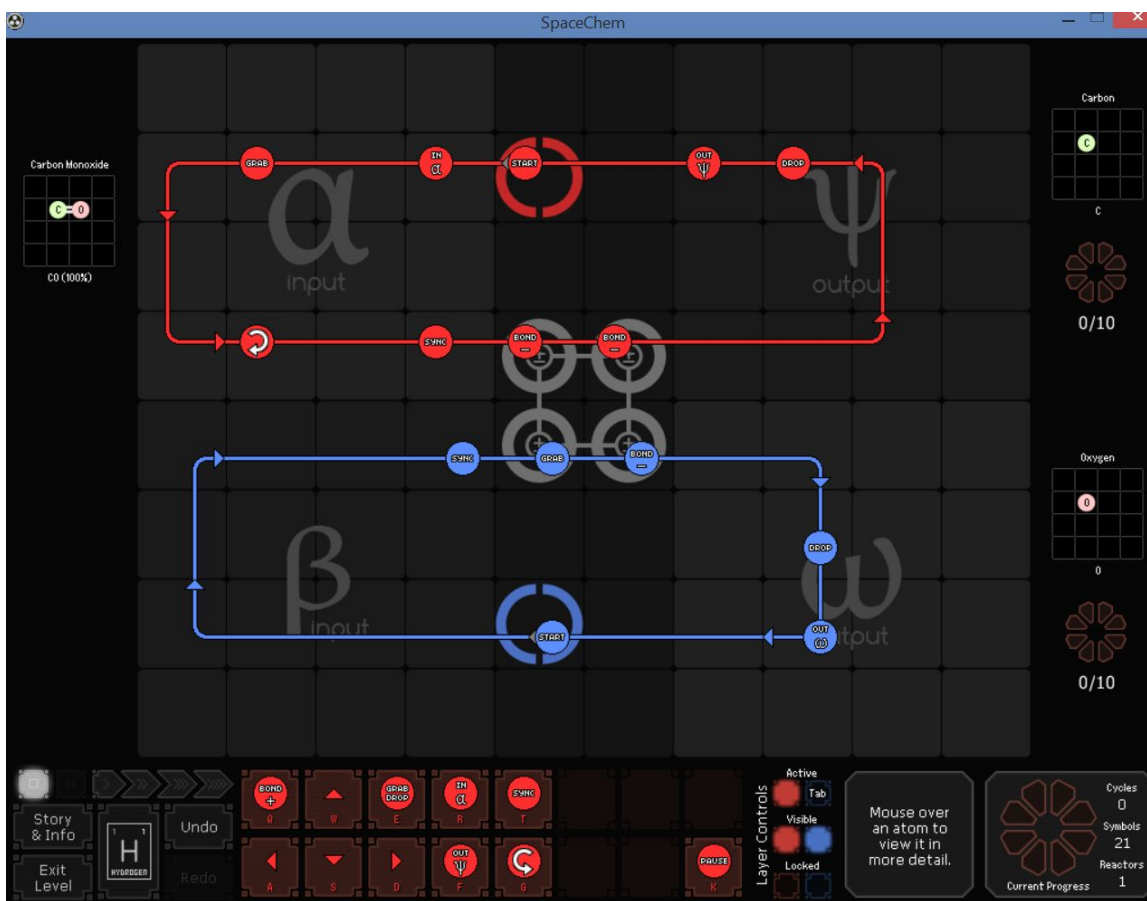 SpaceChem
Carbon Monoxide
C=O
CO (100%)
α
input
GRAB
IN
α
START
OUT
ψ
DROP
ψ
output
SYNC
BOND
–
BOND
–
SYNC
GRAB
BOND
–
β
input
START
DROP
OUT
ω
ω
output
Carbon
C
C
0/10
Oxygen
O
O
0/10
Story
& Info
Exit
Level
1 1
H
HYDROGEN
Undo
Redo
BOND
+
Q
W
GRAB
DROP
E
IN
α
R
SYNC
T
A
S
D
OUT
ψ
F
G
PAUSE
K
Layer Controls
Active
Tab
Visible
Locked
Mouse over
an atom to
view it in
more detail.
Cycles
0
Symbols
21
Reactors
1
Current Progress